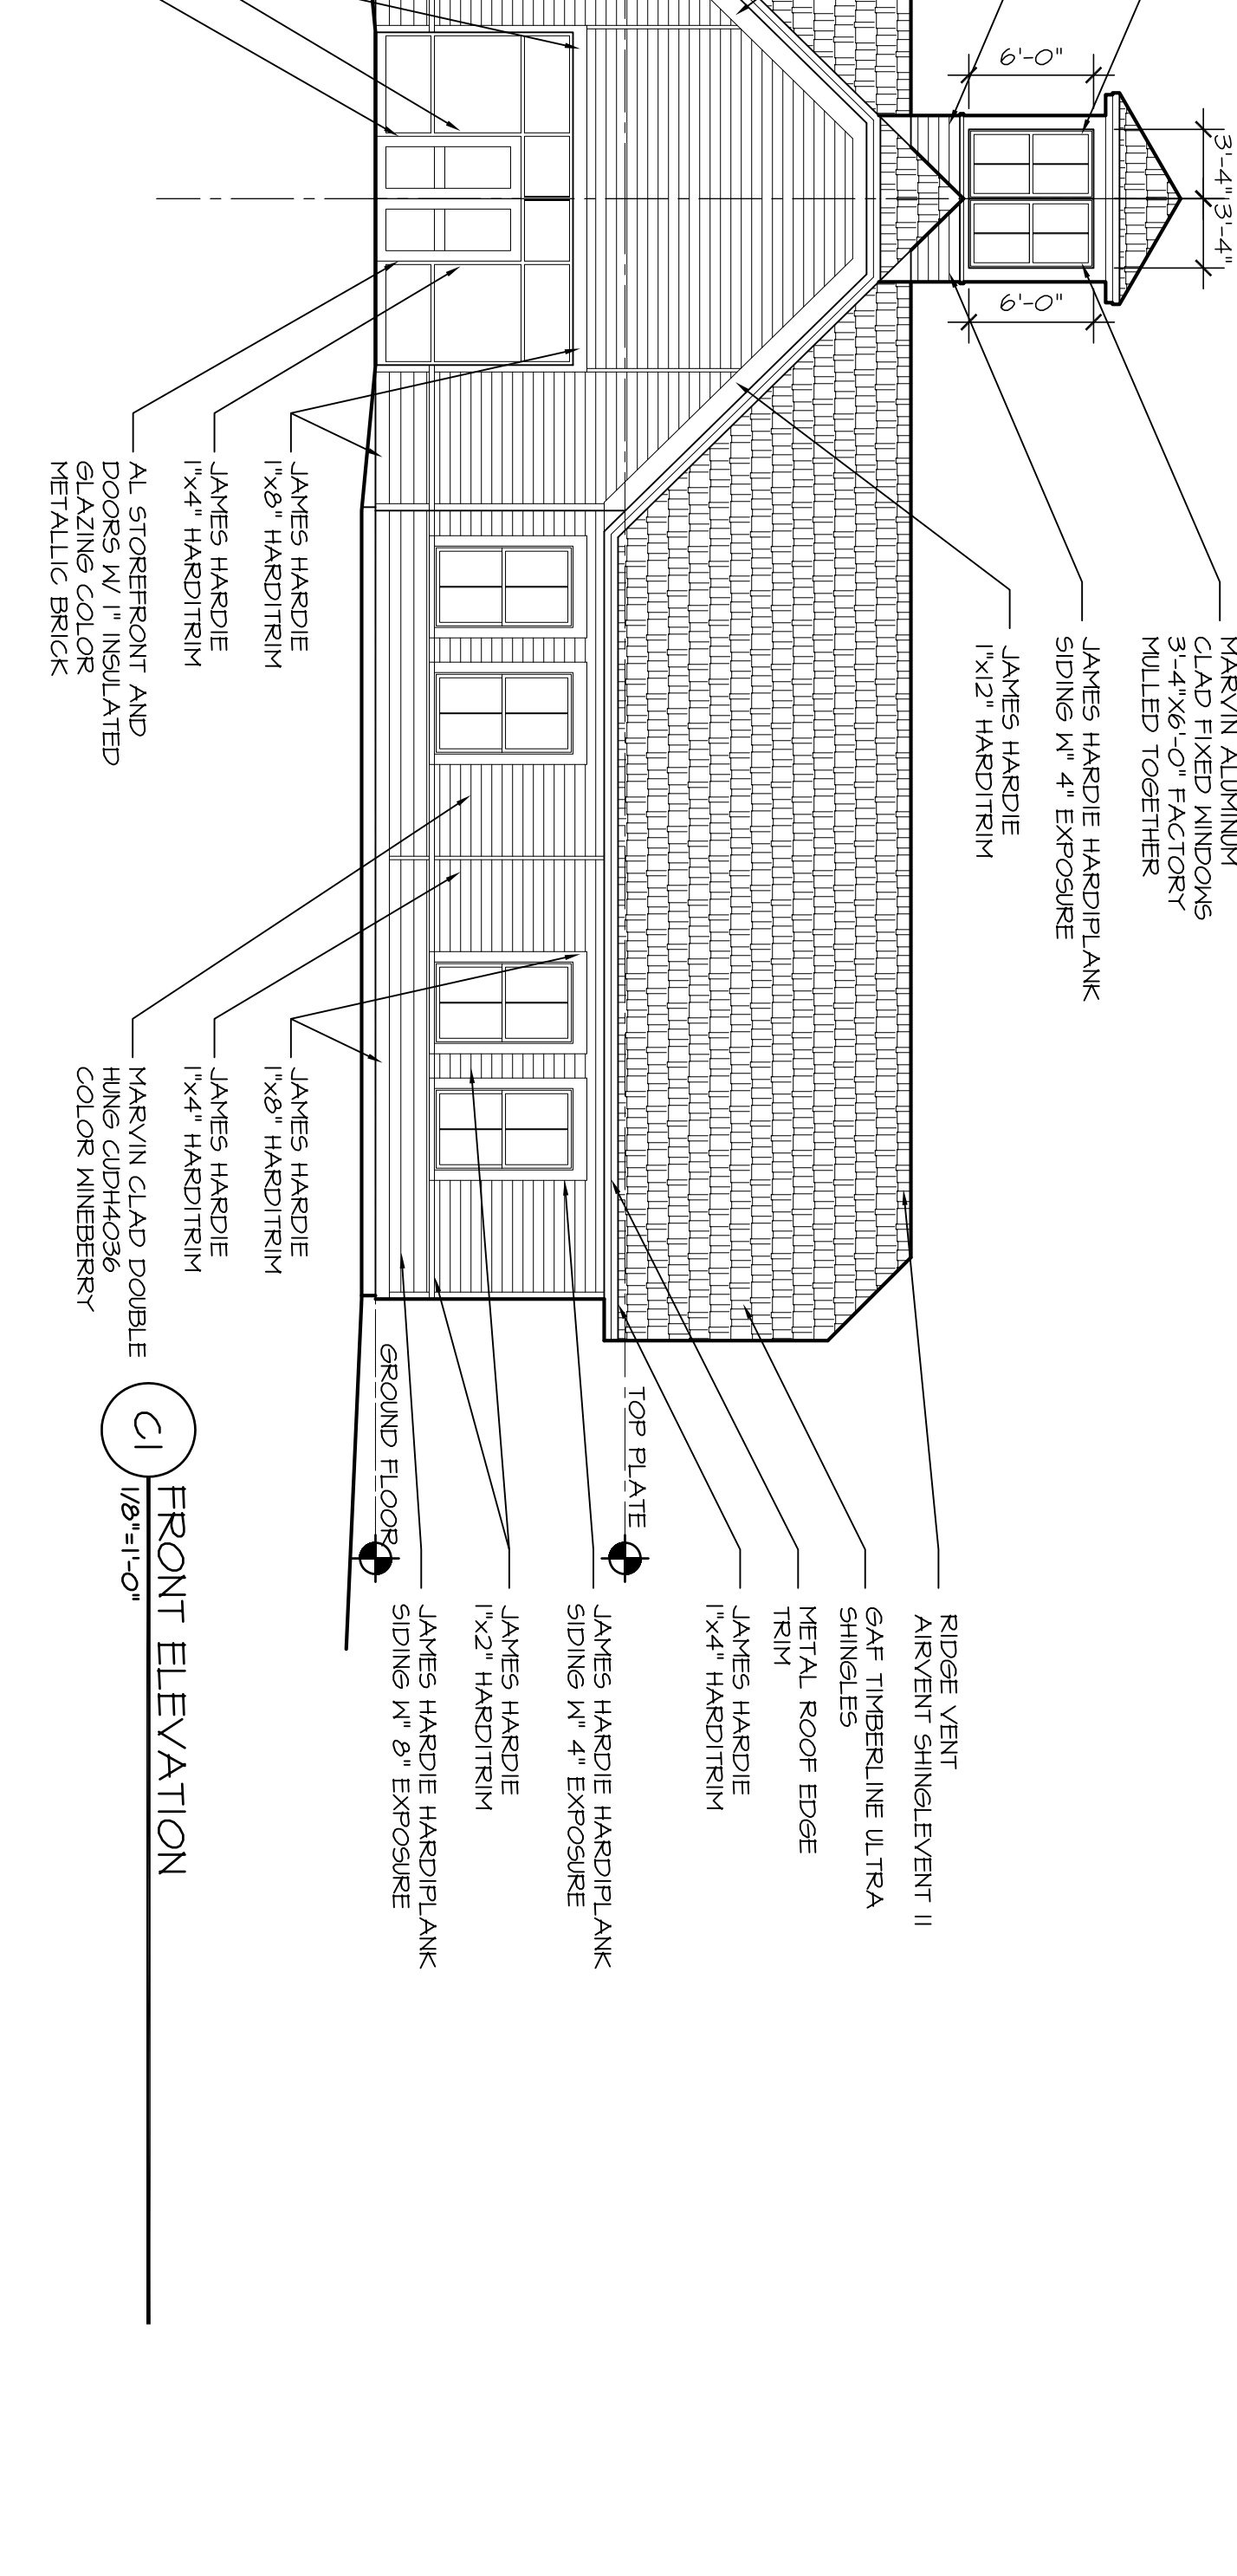 3'-4" 3'-4"
6'-0"
6'-0"
MARVIN ALUMINUM
CLAD FIXED WINDOWS
3'-4"X6'-0" FACTORY
MULLED TOGETHER
JAMES HARDIE HARDIPLANK
SIDING W" 4" EXPOSURE
JAMES HARDIE
1"x12" HARDITRIM
RIDGE VENT
AIRVENT SHINGLEVENT II
GAF TIMBERLINE ULTRA
SHINGLES
METAL ROOF EDGE
TRIM
JAMES HARDIE
1"x4" HARDITRIM
TOP PLATE
JAMES HARDIE HARDIPLANK
SIDING W" 4" EXPOSURE
JAMES HARDIE
1"x2" HARDITRIM
JAMES HARDIE HARDIPLANK
SIDING W" 8" EXPOSURE
GROUND FLOOR
JAMES HARDIE
1"x8" HARDITRIM
JAMES HARDIE
1"x4" HARDITRIM
AL STOREFRONT AND
DOORS W/ 1" INSULATED
GLAZING COLOR
METALLIC BRICK
JAMES HARDIE
1"x8" HARDITRIM
JAMES HARDIE
1"x4" HARDITRIM
MARVIN CLAD DOUBLE
HUNG CUDH4036
COLOR WINEBERRY
C1
FRONT ELEVATION
1/8"=1'-0"